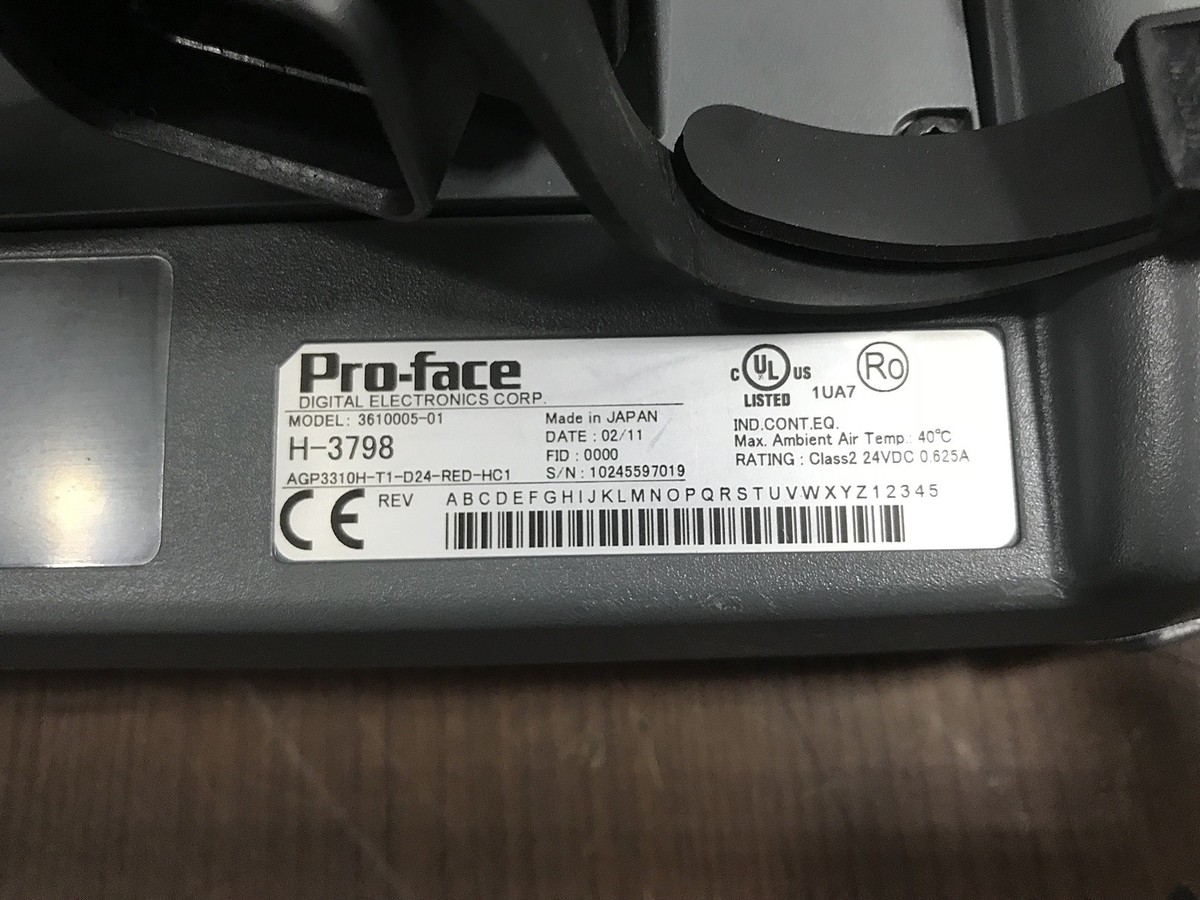 Pro-face
DIGITAL ELECTRONICS CORP.
MODEL: 3610005-01
H-3798
AGP3310H-T1-D24-RED-HC1
Made in JAPAN
DATE : 02/11
FID : 0000
S/N : 10245597019
C UL US
LISTED 1UA7
Ro
IND.CONT.EQ.
Max. Ambient Air Temp.: 40°C
RATING : Class2 24VDC 0.625A
CE REV ABCDEFGHIJKLMNOPQRSTUVWXYZ12345